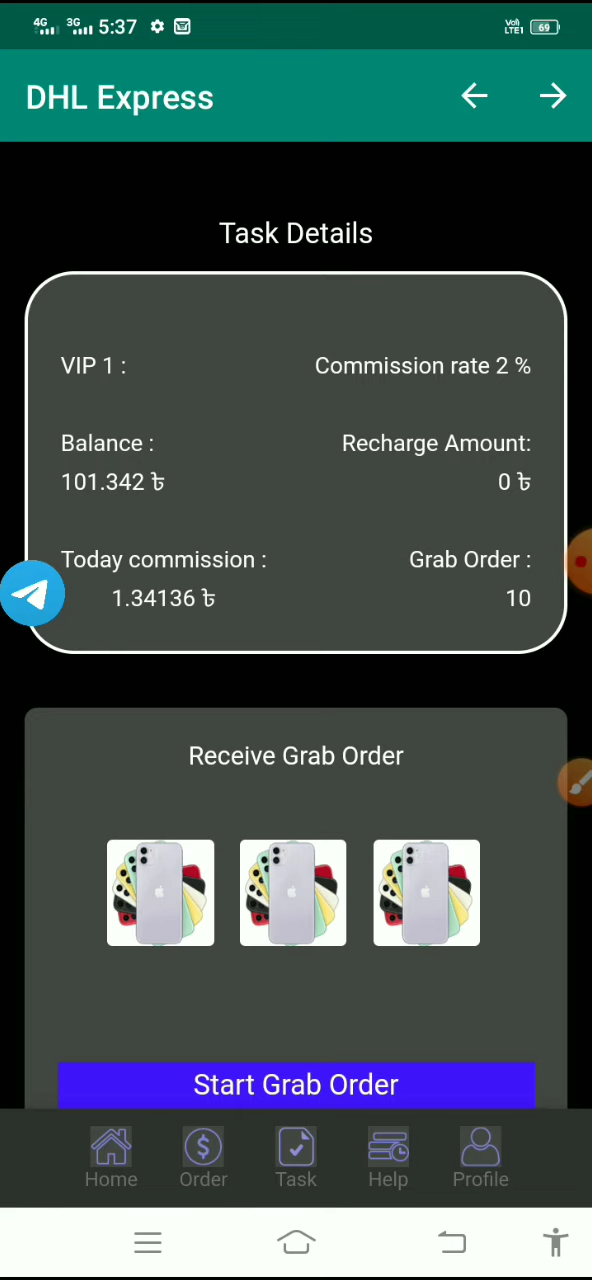 4G 3G 5:37 Vo) LTE1 69
DHL Express
Task Details
VIP 1 : Commission rate 2 %
Balance : Recharge Amount:
101.342 ৳ 0 ৳
Today commission : Grab Order :
1.34136 ৳ 10
Receive Grab Order
Start Grab Order
Home Order Task Help Profile